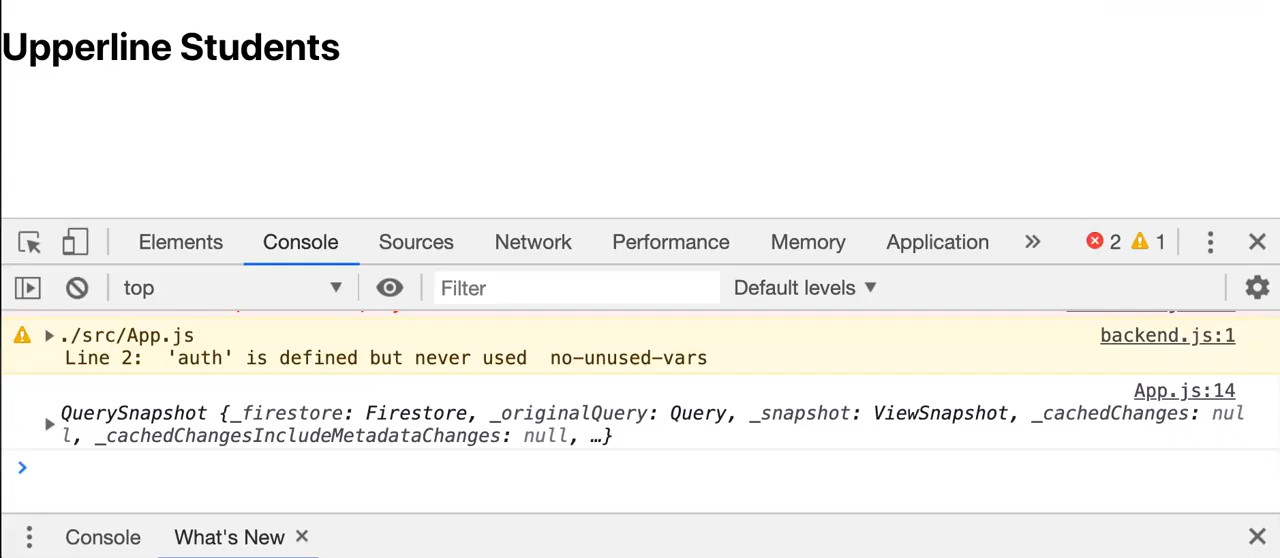 Upperline Students
Elements Console Sources Network Performance Memory Application » 2 1
top Filter Default levels
./src/App.js backend.js:1
Line 2: 'auth' is defined but never used no-unused-vars
App.js:14
QuerySnapshot {_firestore: Firestore, _originalQuery: Query, _snapshot: ViewSnapshot, _cachedChanges: nul
l, _cachedChangesIncludeMetadataChanges: null, …}
Console What's New